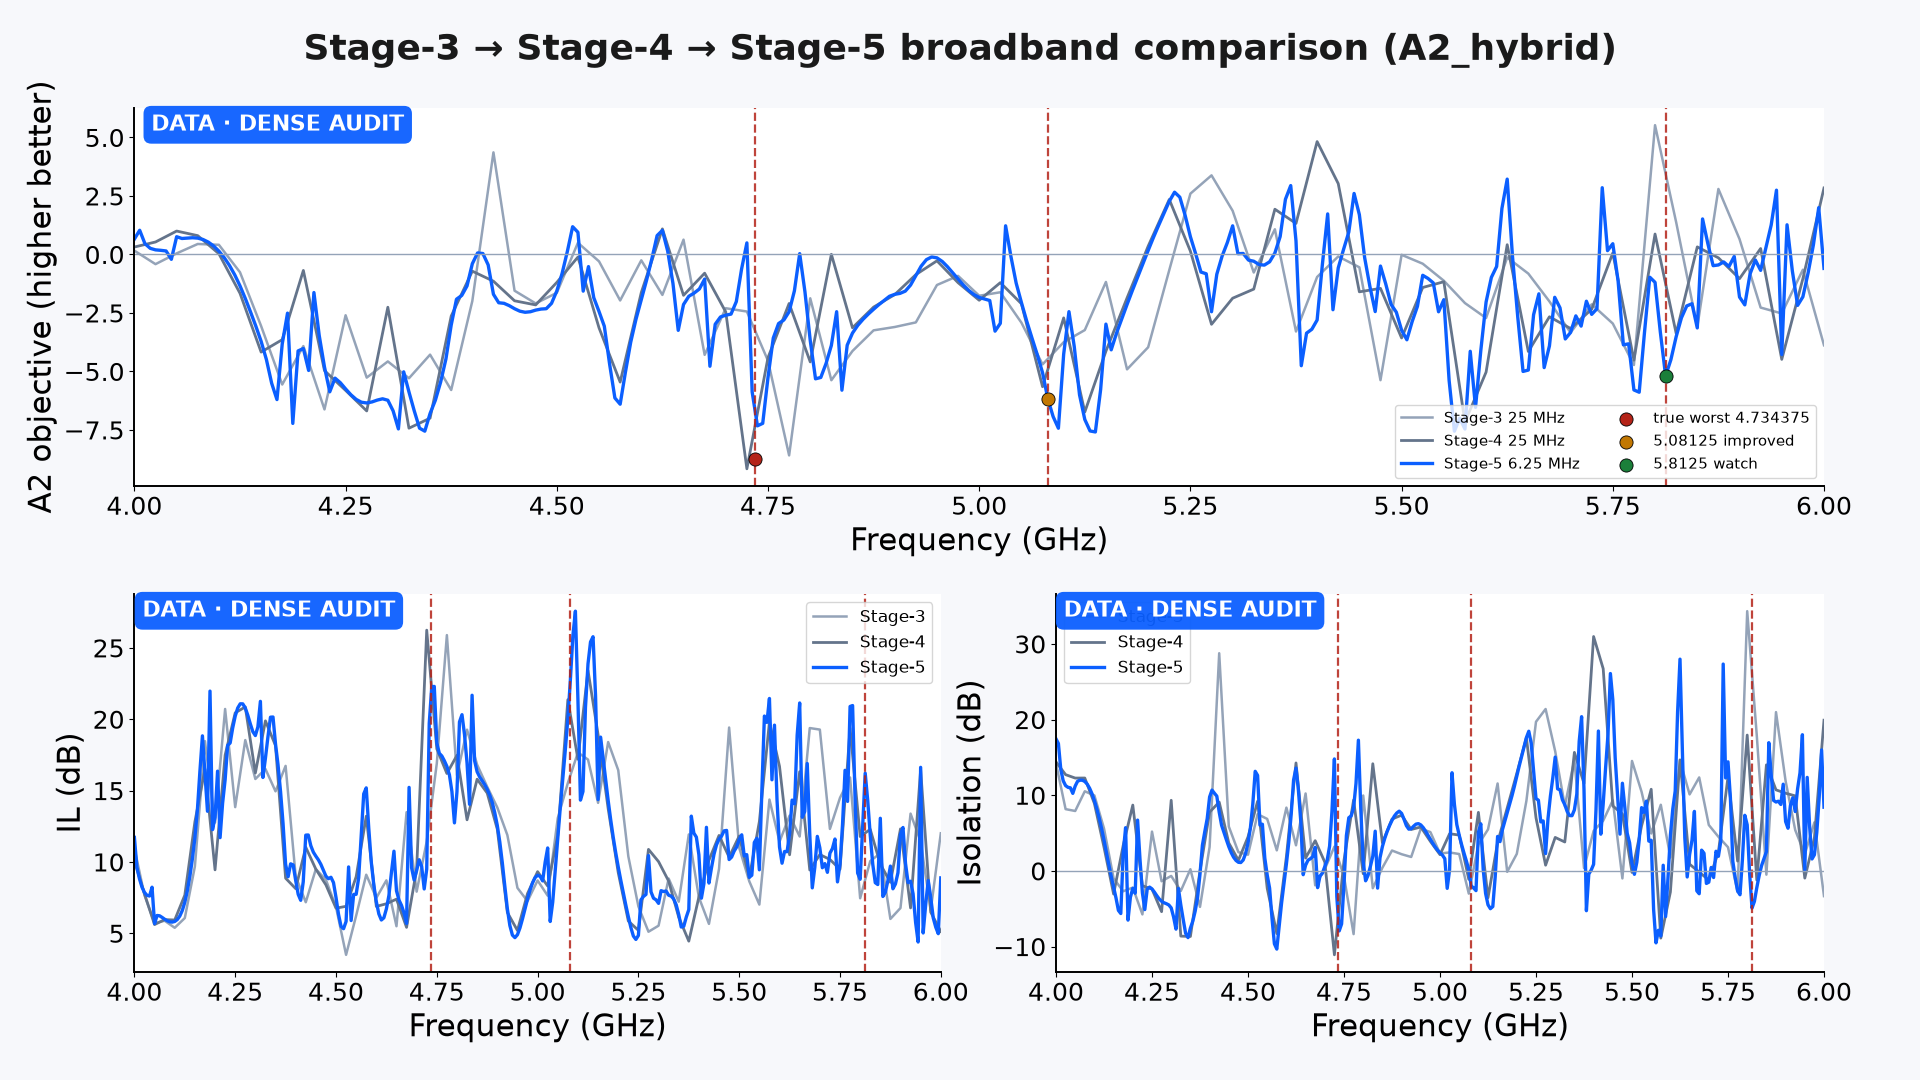 Stage-3 → Stage-4 → Stage-5 broadband comparison (A2_hybrid)
DATA · DENSE AUDIT
A2 objective (higher better)
5.0
2.5
0.0
−2.5
−5.0
−7.5
Stage-3 25 MHz
Stage-4 25 MHz
Stage-5 6.25 MHz
true worst 4.734375
5.08125 improved
5.8125 watch
4.00 4.25 4.50 4.75 5.00 5.25 5.50 5.75 6.00
Frequency (GHz)
DATA · DENSE AUDIT
IL (dB)
25
20
15
10
5
Stage-3
Stage-4
Stage-5
4.00 4.25 4.50 4.75 5.00 5.25 5.50 5.75 6.00
Frequency (GHz)
DATA · DENSE AUDIT
Isolation (dB)
30
20
10
0
−10
Stage-4
Stage-5
4.00 4.25 4.50 4.75 5.00 5.25 5.50 5.75 6.00
Frequency (GHz)